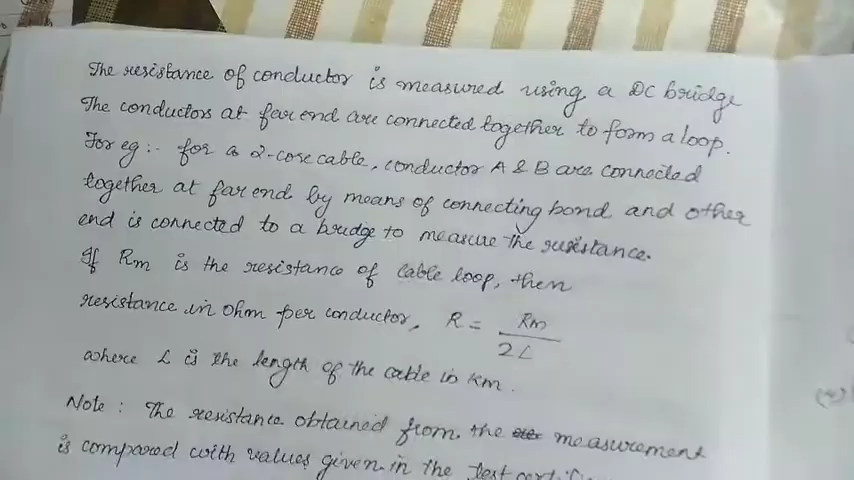 The resistance of conductor is measured using a DC bridge
The conductors at far end are connected together to form a loop.
For eg :- for a 2-core cable, conductor A & B are connected
together at far end by means of connecting bond and other
end is connected to a bridge to measure the resistance.
If Rm is the resistance of cable loop, then
resistance in ohm per conductor, R = Rm / 2L
where L is the length of the cable in km.
Note : The resistance obtained from the measurement
is compared with values given in the test